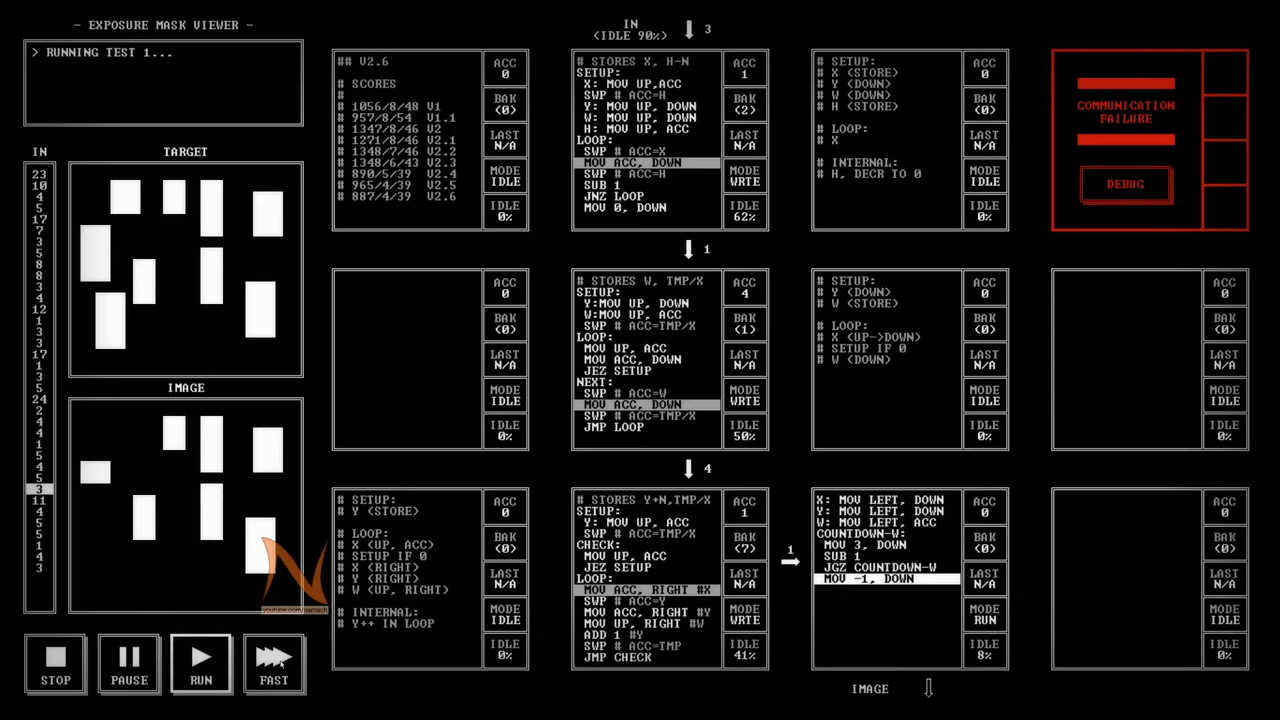 - EXPOSURE MASK VIEWER -
> RUNNING TEST 1...
IN
23
10
4
5
17
7
3
5
8
8
3
4
12
1
3
3
17
1
3
5
24
2
4
4
1
5
4
5
3
11
4
5
5
1
4
3
TARGET
IMAGE
STOP
PAUSE
RUN
FAST
## V2.6
# SCORES
#
# 1056/8/48 V1
# 957/8/54 V1.1
# 1347/8/46 V2
# 1271/8/46 V2.1
# 1348/7/46 V2.2
# 1348/6/43 V2.3
# 890/5/39 V2.4
# 965/4/39 V2.5
# 887/4/39 V2.6
ACC
0
BAK
(0)
LAST
N/A
MODE
IDLE
IDLE
0%
IN
(IDLE 90%)
3
# STORES X, H-N
SETUP:
X: MOV UP,ACC
SWP # ACC=H
Y: MOV UP, DOWN
W: MOV UP, DOWN
H: MOV UP, ACC
LOOP:
SWP # ACC=X
MOV ACC, DOWN
SWP # ACC=H
SUB 1
JNZ LOOP
MOV 0, DOWN
ACC
1
BAK
(2)
LAST
N/A
MODE
WRTE
IDLE
62%
# SETUP:
# X (STORE)
# Y (DOWN)
# W (DOWN)
# H (STORE)
# LOOP:
# X
# INTERNAL:
# H, DECR TO 0
ACC
0
BAK
(0)
LAST
N/A
MODE
IDLE
IDLE
0%
COMMUNICATION
FAILURE
DEBUG
1
ACC
0
BAK
(0)
LAST
N/A
MODE
IDLE
IDLE
0%
# STORES W, TMP/X
SETUP:
Y:MOV UP, DOWN
W:MOV UP, ACC
SWP # ACC=TMP/X
LOOP:
MOV UP, ACC
MOV ACC, DOWN
JEZ SETUP
NEXT:
SWP # ACC=W
MOV ACC, DOWN
SWP # ACC=TMP/X
JMP LOOP
ACC
4
BAK
(1)
LAST
N/A
MODE
WRTE
IDLE
50%
# SETUP:
# Y (DOWN)
# W (STORE)
# LOOP:
# X (UP->DOWN)
# SETUP IF 0
# W (DOWN)
ACC
0
BAK
(0)
LAST
N/A
MODE
IDLE
IDLE
0%
ACC
0
BAK
(0)
LAST
N/A
MODE
IDLE
IDLE
0%
4
# SETUP:
# Y (STORE)
# LOOP:
# X (UP, ACC)
# SETUP IF 0
# X (RIGHT)
# Y (RIGHT)
# W (UP, RIGHT)
# INTERNAL:
# Y++ IN LOOP
ACC
0
BAK
(0)
LAST
N/A
MODE
IDLE
IDLE
0%
# STORES Y+N,TMP/X
SETUP:
Y: MOV UP, ACC
SWP # ACC=TMP/X
CHECK:
MOV UP, ACC
JEZ SETUP
LOOP:
MOV ACC, RIGHT #X
SWP # ACC=Y
MOV ACC, RIGHT #Y
MOV UP, RIGHT #W
ADD 1 #Y
SWP # ACC=TMP
JMP CHECK
ACC
1
BAK
(7)
LAST
N/A
MODE
WRTE
IDLE
41%
1
X: MOV LEFT, DOWN
Y: MOV LEFT, DOWN
W: MOV LEFT, ACC
COUNTDOWN-W:
MOV 3, DOWN
SUB 1
JGZ COUNTDOWN-W
MOV -1, DOWN
ACC
0
BAK
(0)
LAST
N/A
MODE
RUN
IDLE
8%
ACC
0
BAK
(0)
LAST
N/A
MODE
IDLE
IDLE
0%
IMAGE